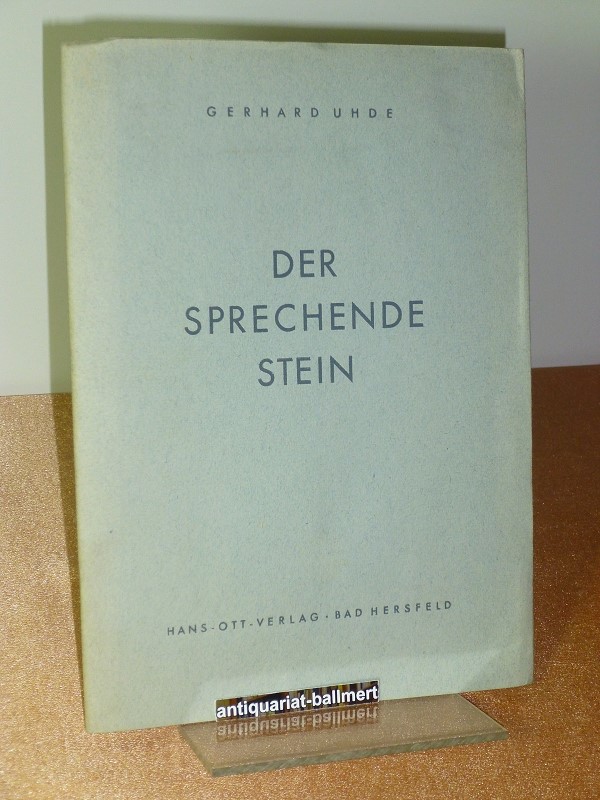 GERHARD UHDE
DER
SPRECHENDE
STEIN
HANS-OTT-VERLAG · BAD HERSFELD
antiquariat-ballmert